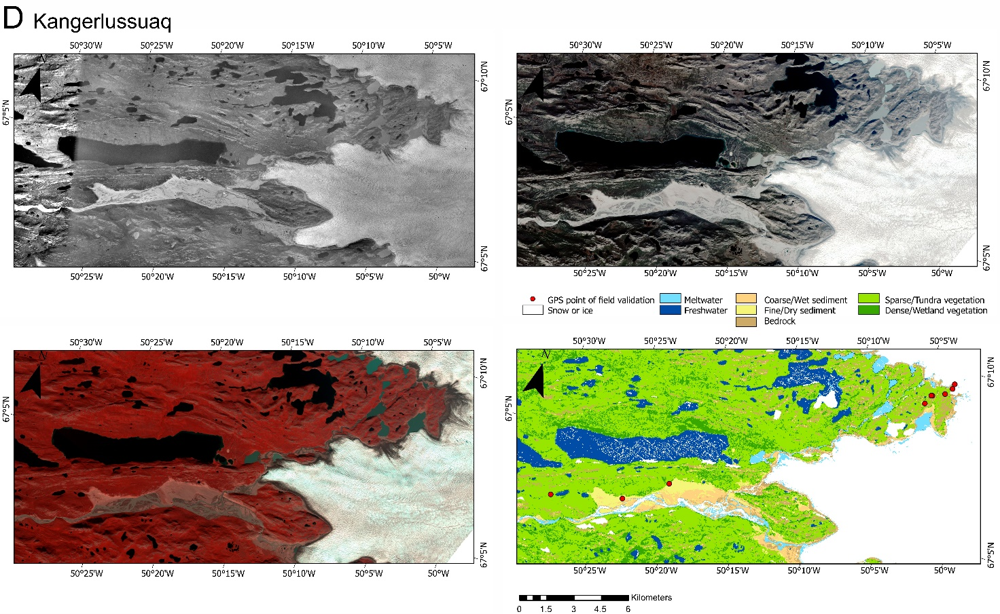 D Kangerlussuaq
50°30'W 50°25'W 50°20'W 50°15'W 50°10'W 50°5'W
N
67°10'N
67°5'N
67°5'N
50°25'W 50°20'W 50°15'W 50°10'W 50°5'W 50°W
50°30'W 50°25'W 50°20'W 50°15'W 50°10'W 50°5'W
N
67°10'N
67°5'N
67°5'N
50°25'W 50°20'W 50°15'W 50°10'W 50°5'W 50°W
GPS point of field validation Meltwater Coarse/Wet sediment Sparse/Tundra vegetation
Snow or ice Freshwater Fine/Dry sediment Dense/Wetland vegetation
Bedrock
50°30'W 50°25'W 50°20'W 50°15'W 50°10'W 50°5'W
N
67°10'N
67°5'N
67°5'N
50°25'W 50°20'W 50°15'W 50°10'W 50°5'W 50°W
50°30'W 50°25'W 50°20'W 50°15'W 50°10'W 50°5'W
N
67°10'N
67°5'N
67°5'N
50°25'W 50°20'W 50°15'W 50°10'W 50°5'W 50°W
Kilometers
0 1.5 3 4.5 6